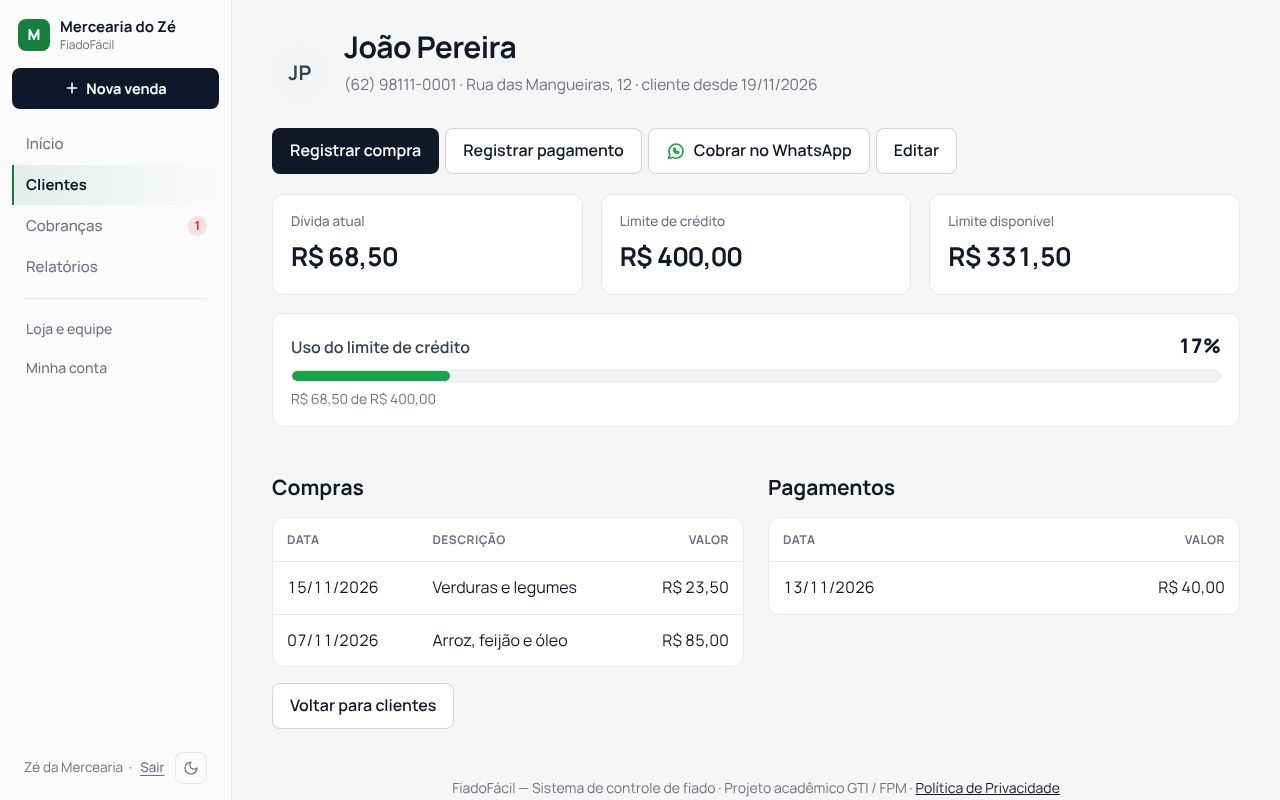 M
Mercearia do Zé
FiadoFácil
+ Nova venda
Início
Clientes
Cobranças 1
Relatórios
Loja e equipe
Minha conta
Zé da Mercearia · Sair
JP
João Pereira
(62) 98111-0001 · Rua das Mangueiras, 12 · cliente desde 19/11/2026
Registrar compra Registrar pagamento Cobrar no WhatsApp Editar
Dívida atual
R$ 68,50
Limite de crédito
R$ 400,00
Limite disponível
R$ 331,50
Uso do limite de crédito 17%
R$ 68,50 de R$ 400,00
Compras
DATA DESCRIÇÃO VALOR
15/11/2026 Verduras e legumes R$ 23,50
07/11/2026 Arroz, feijão e óleo R$ 85,00
Pagamentos
DATA VALOR
13/11/2026 R$ 40,00
Voltar para clientes
FiadoFácil — Sistema de controle de fiado · Projeto acadêmico GTI / FPM · Política de Privacidade